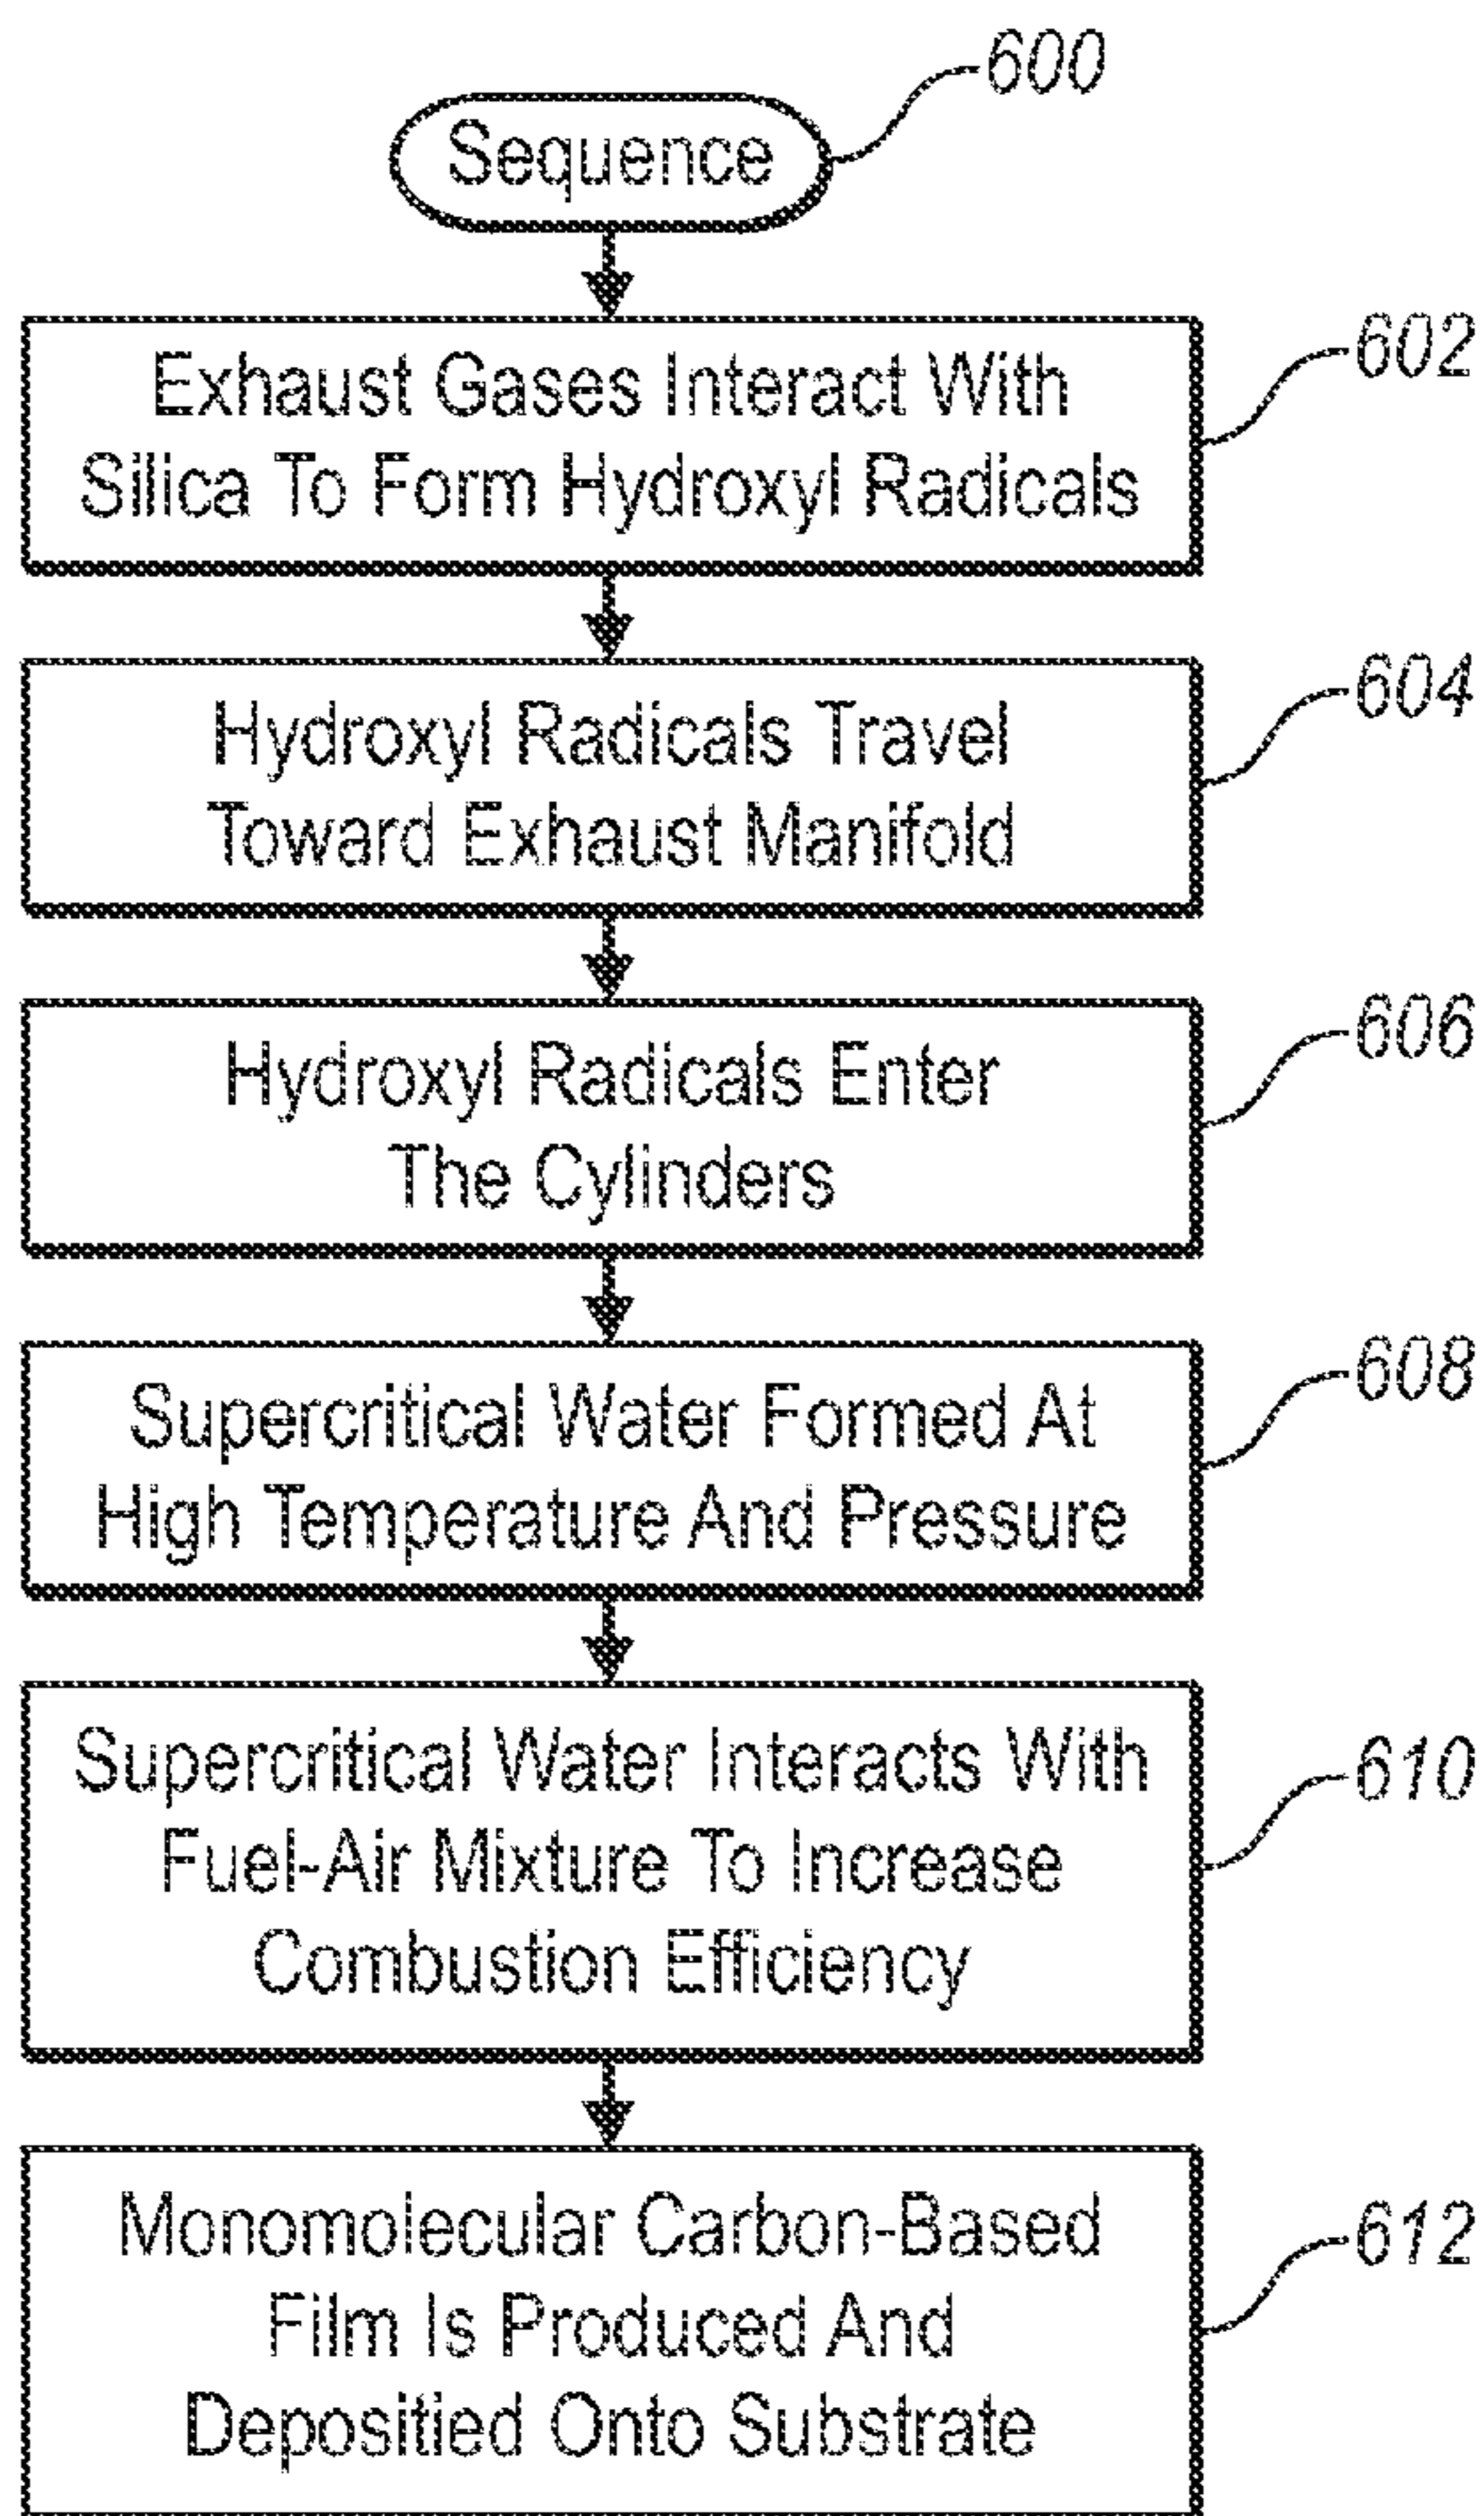 600
Sequence
602
Exhaust Gases Interact With
Silica To Form Hydroxyl Radicals
604
Hydroxyl Radicals Travel
Toward Exhaust Manifold
606
Hydroxyl Radicals Enter
The Cylinders
608
Supercritical Water Formed At
High Temperature And Pressure
610
Supercritical Water Interacts With
Fuel-Air Mixture To Increase
Combustion Efficiency
612
Monomolecular Carbon-Based
Film Is Produced And
Depositied Onto Substrate